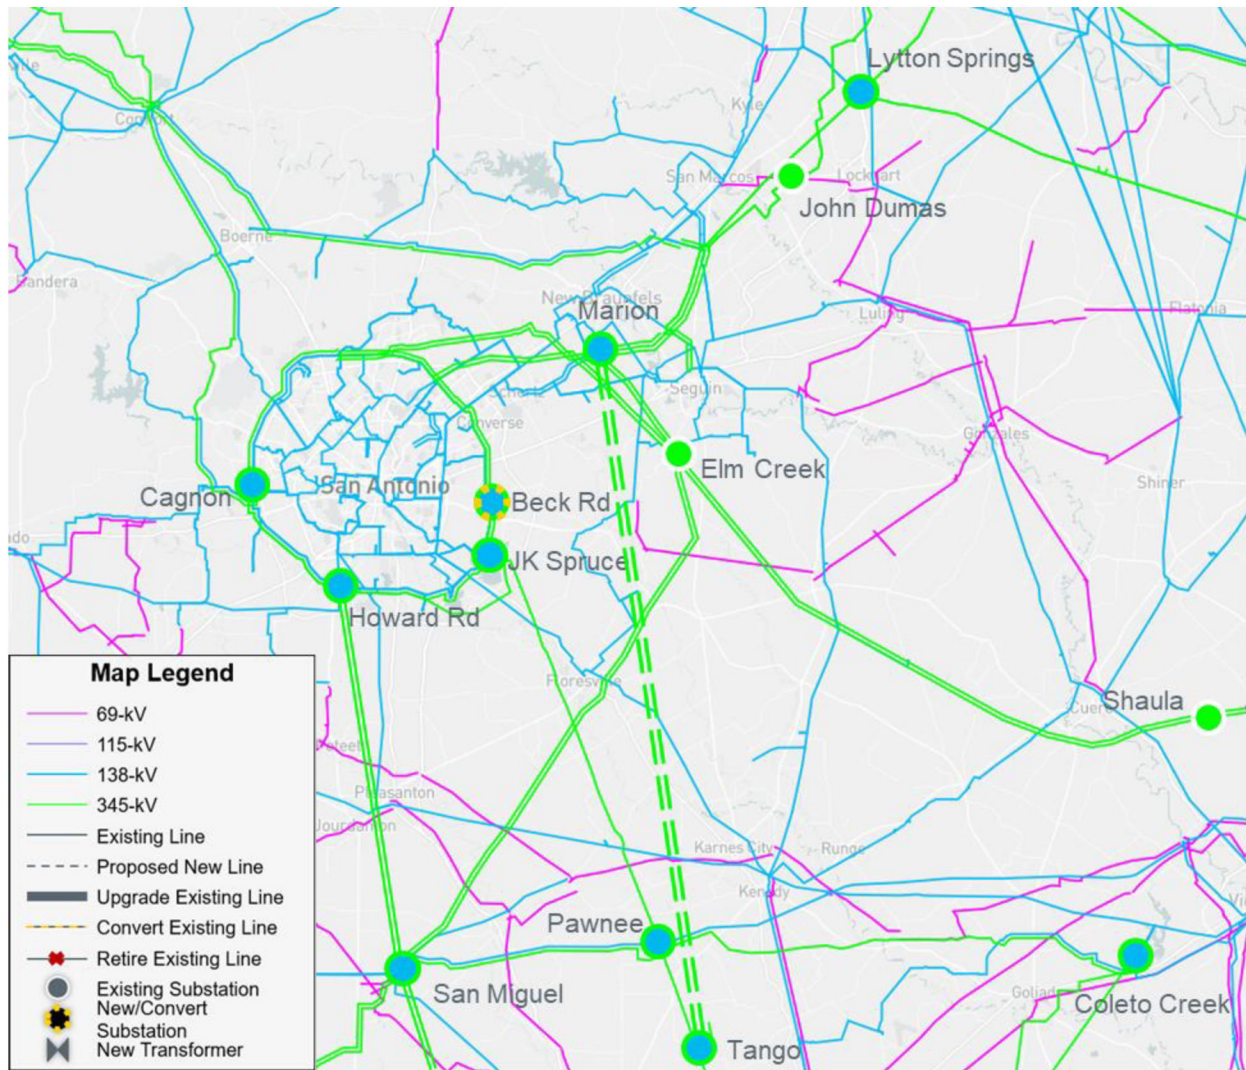 Lytton Springs
Kyle
Comfort
San Marcos
Lockhart
John Dumas
Boerne
Bandera
New Braunfels
Marion
Luling
Flatonia
Seguin
Schertz
Converse
Gonzales
Elm Creek
Shiner
Cagnon
San Antonio
Beck Rd
JK Spruce
Howard Rd
Floresville
Shaula
Cuero
Map Legend
69-kV
115-kV
138-kV
345-kV
Existing Line
Proposed New Line
Upgrade Existing Line
Convert Existing Line
Retire Existing Line
Existing Substation
New/Convert
Substation
New Transformer
Poteet
Pleasanton
Jourdanton
Karnes City
Runge
Kenedy
Pawnee
San Miguel
Goliad
Coleto Creek
Tango